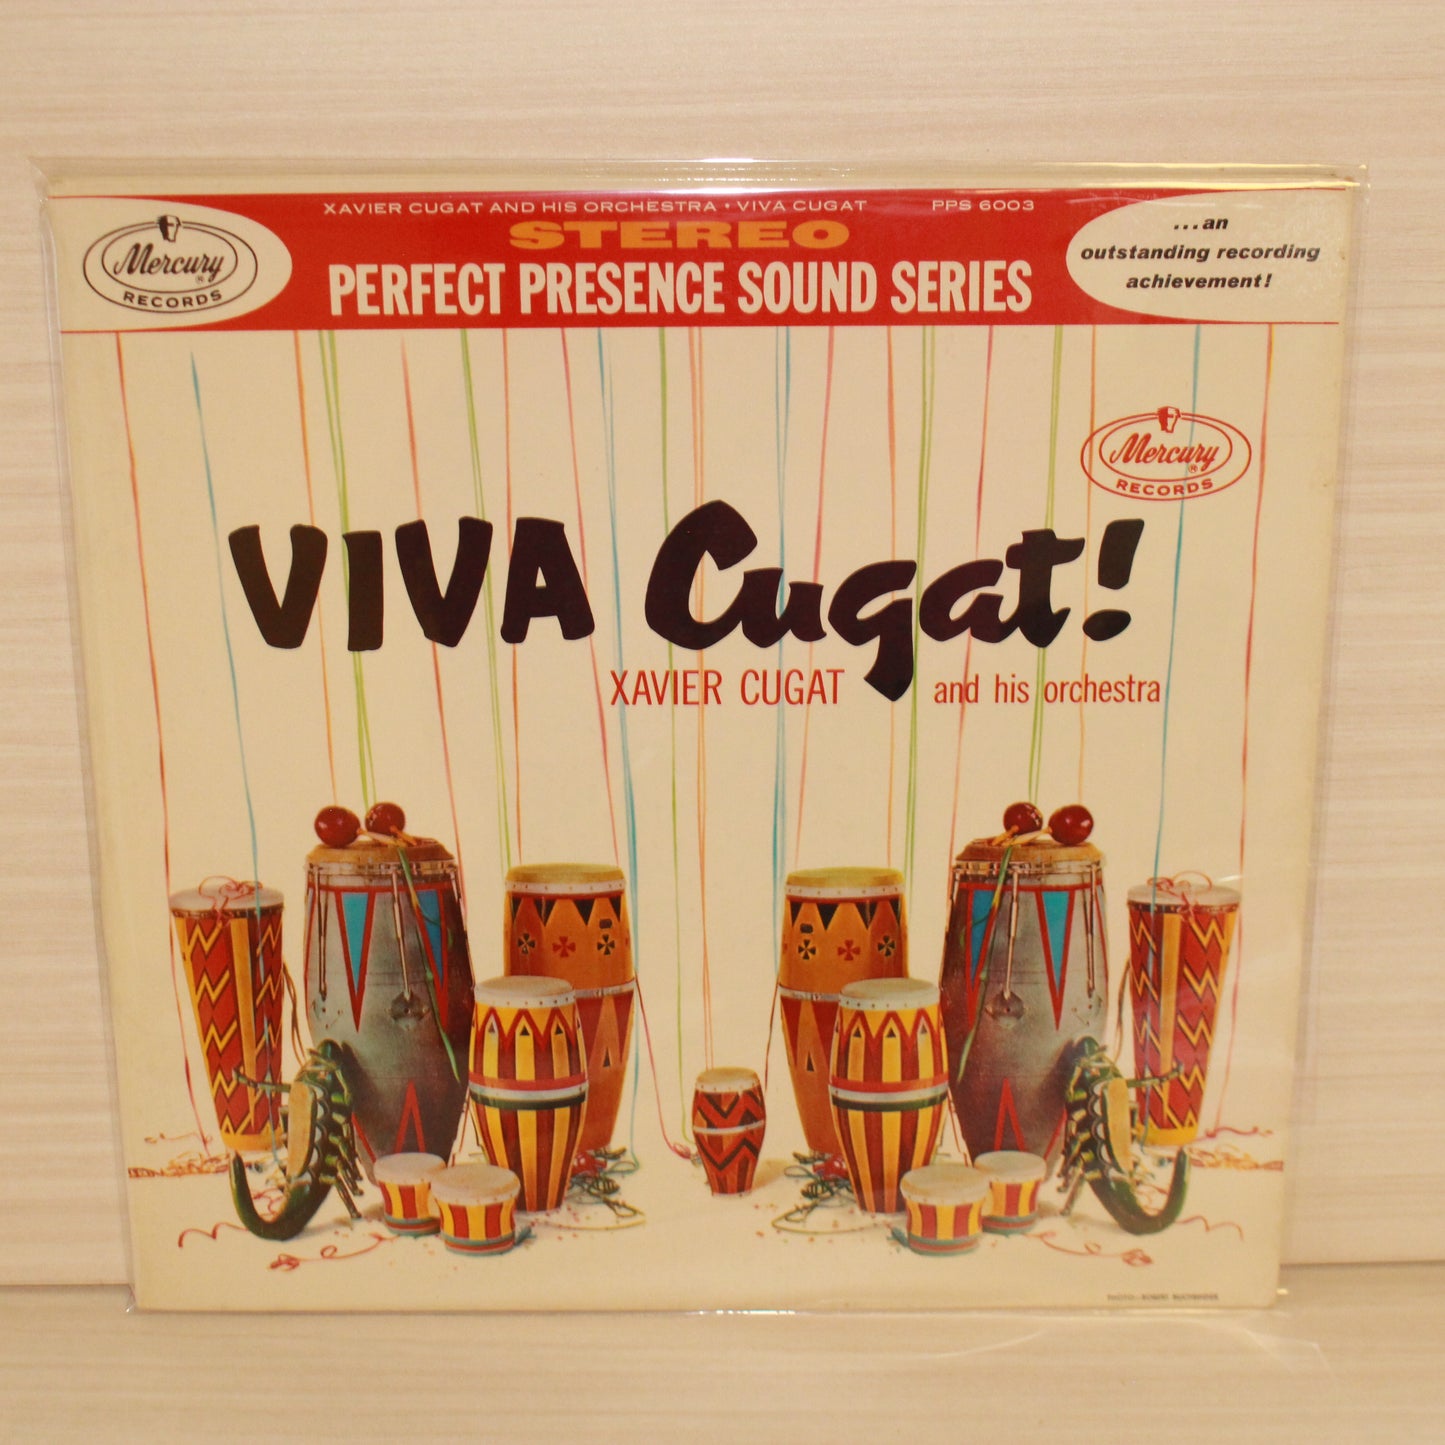 XAVIER CUGAT AND HIS ORCHESTRA • VIVA CUGAT PPS 6003
STEREO
PERFECT PRESENCE SOUND SERIES
Mercury
RECORDS
...an
outstanding recording
achievement!
Mercury
RECORDS
VIVA Cugat!
XAVIER CUGAT and his orchestra
PHOTO—